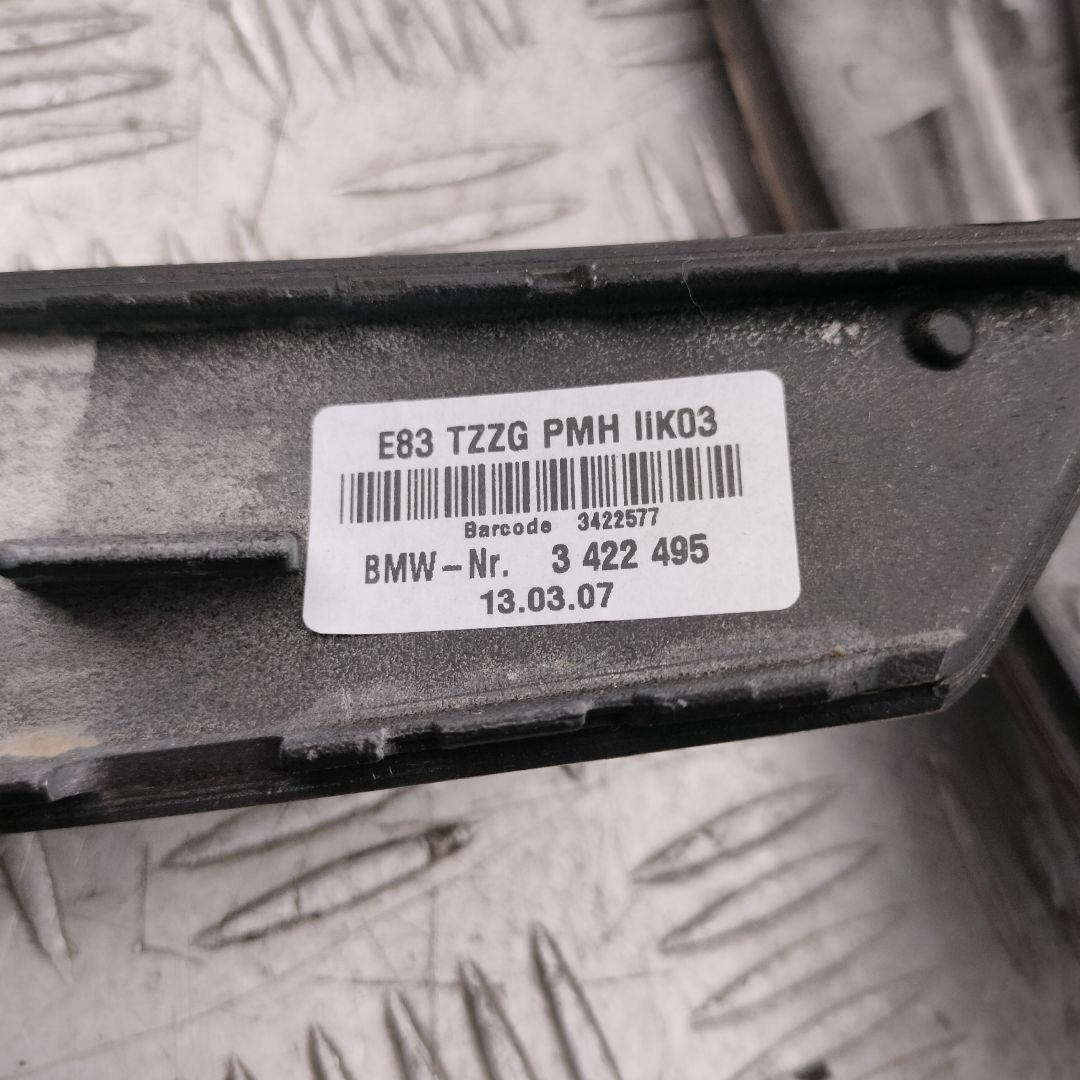 E83 TZZG PMH liK03
Barcode 3422577
BMW-Nr. 3 422 495
13.03.07